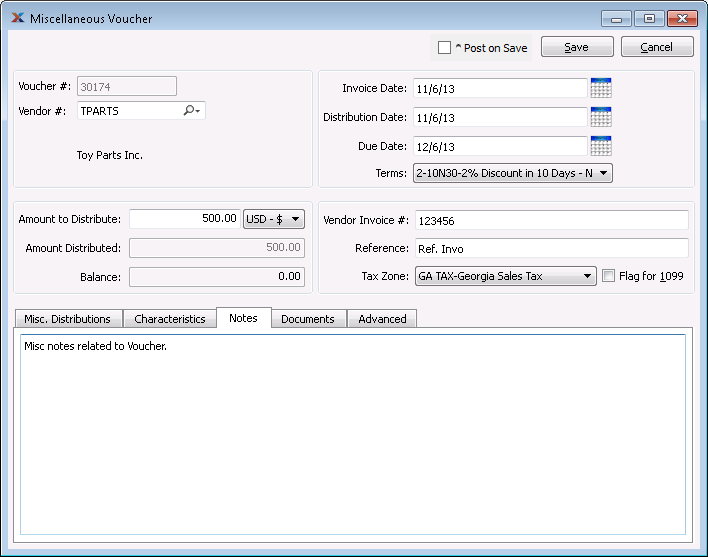 Miscellaneous Voucher
^ Post on Save
Save
Cancel
Voucher #: 30174
Vendor #: TPARTS
Toy Parts Inc.
Invoice Date: 11/6/13
Distribution Date: 11/6/13
Due Date: 12/6/13
Terms: 2-10N30-2% Discount in 10 Days - N
Amount to Distribute: 500.00 USD - $
Amount Distributed: 500.00
Balance: 0.00
Vendor Invoice #: 123456
Reference: Ref. Invo
Tax Zone: GA TAX-Georgia Sales Tax Flag for 1099
Misc. Distributions Characteristics Notes Documents Advanced
Misc notes related to Voucher.